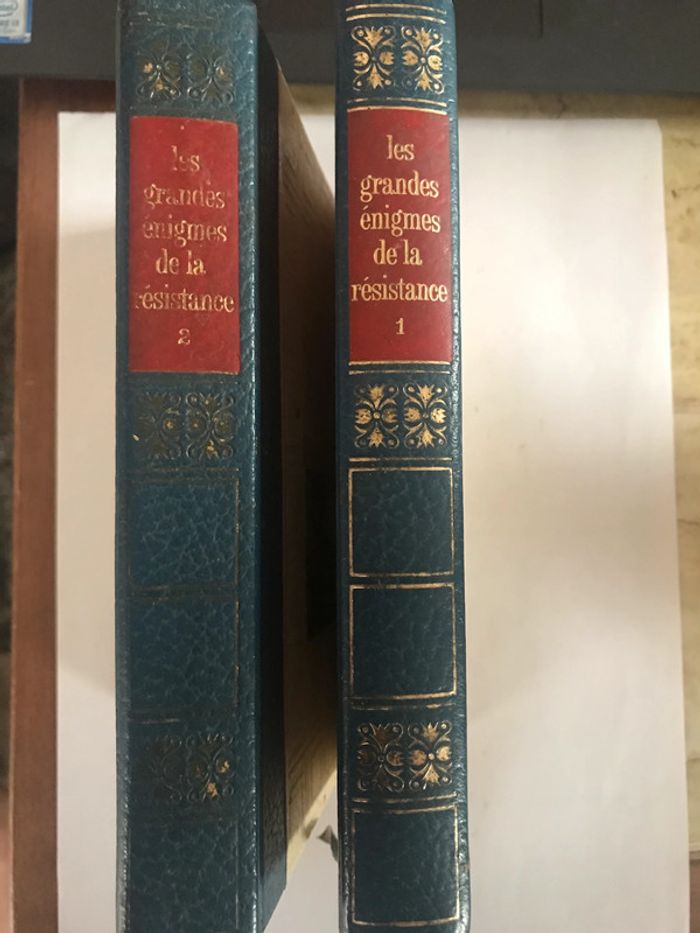 les
grandes
énigmes
de la
résistance
2
les
grandes
énigmes
de la
résistance
1